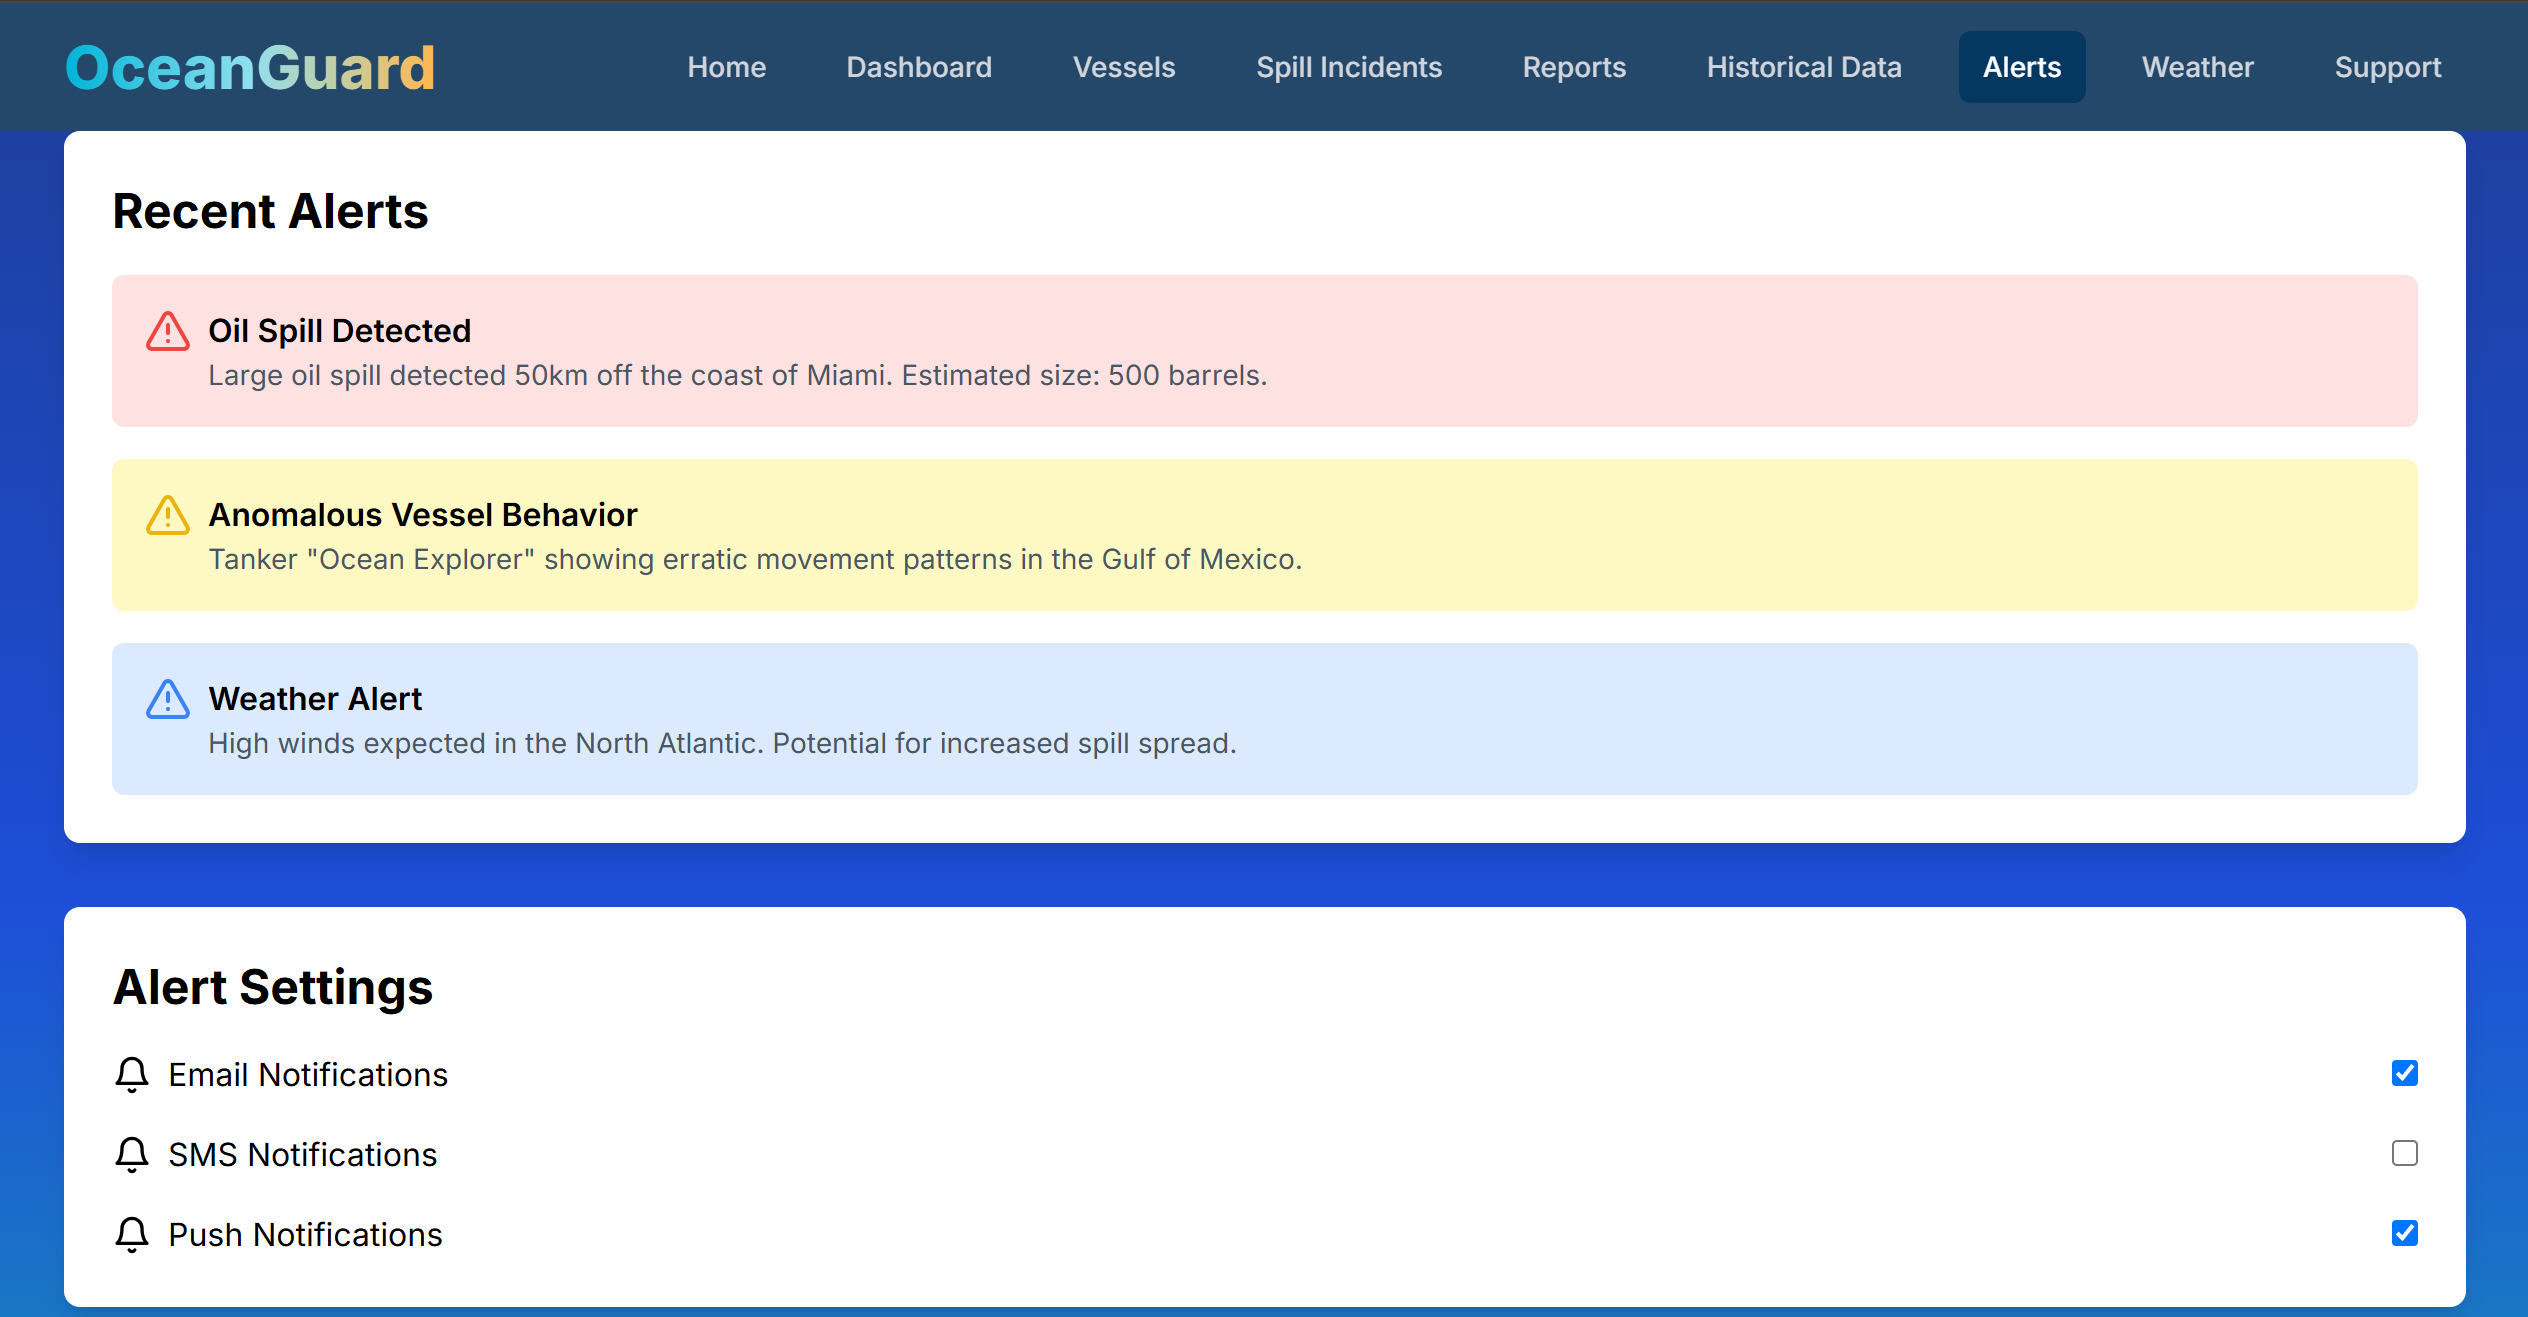 OceanGuard
Home
Dashboard
Vessels
Spill Incidents
Reports
Historical Data
Alerts
Weather
Support
Recent Alerts
Oil Spill Detected
Large oil spill detected 50km off the coast of Miami. Estimated size: 500 barrels.
Anomalous Vessel Behavior
Tanker "Ocean Explorer" showing erratic movement patterns in the Gulf of Mexico.
Weather Alert
High winds expected in the North Atlantic. Potential for increased spill spread.
Alert Settings
Email Notifications
SMS Notifications
Push Notifications